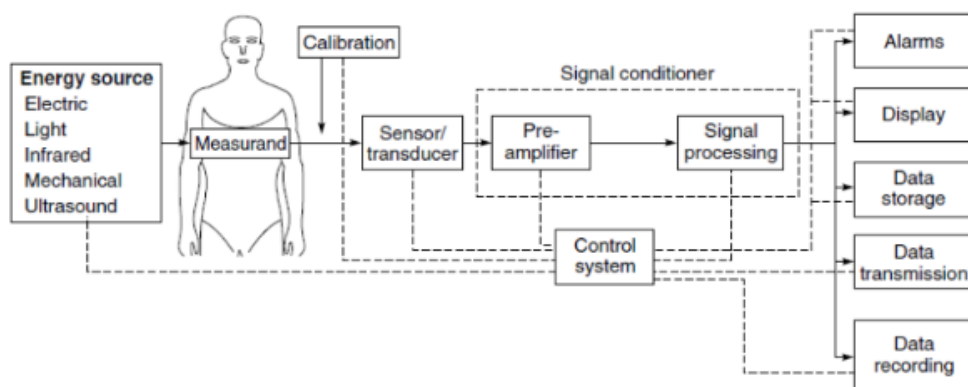 Energy source
Electric
Light
Infrared
Mechanical
Ultrasound
Measurand
Calibration
Sensor/
transducer
Signal conditioner
Pre-
amplifier
Signal
processing
Control
system
Alarms
Display
Data
storage
Data
transmission
Data
recording